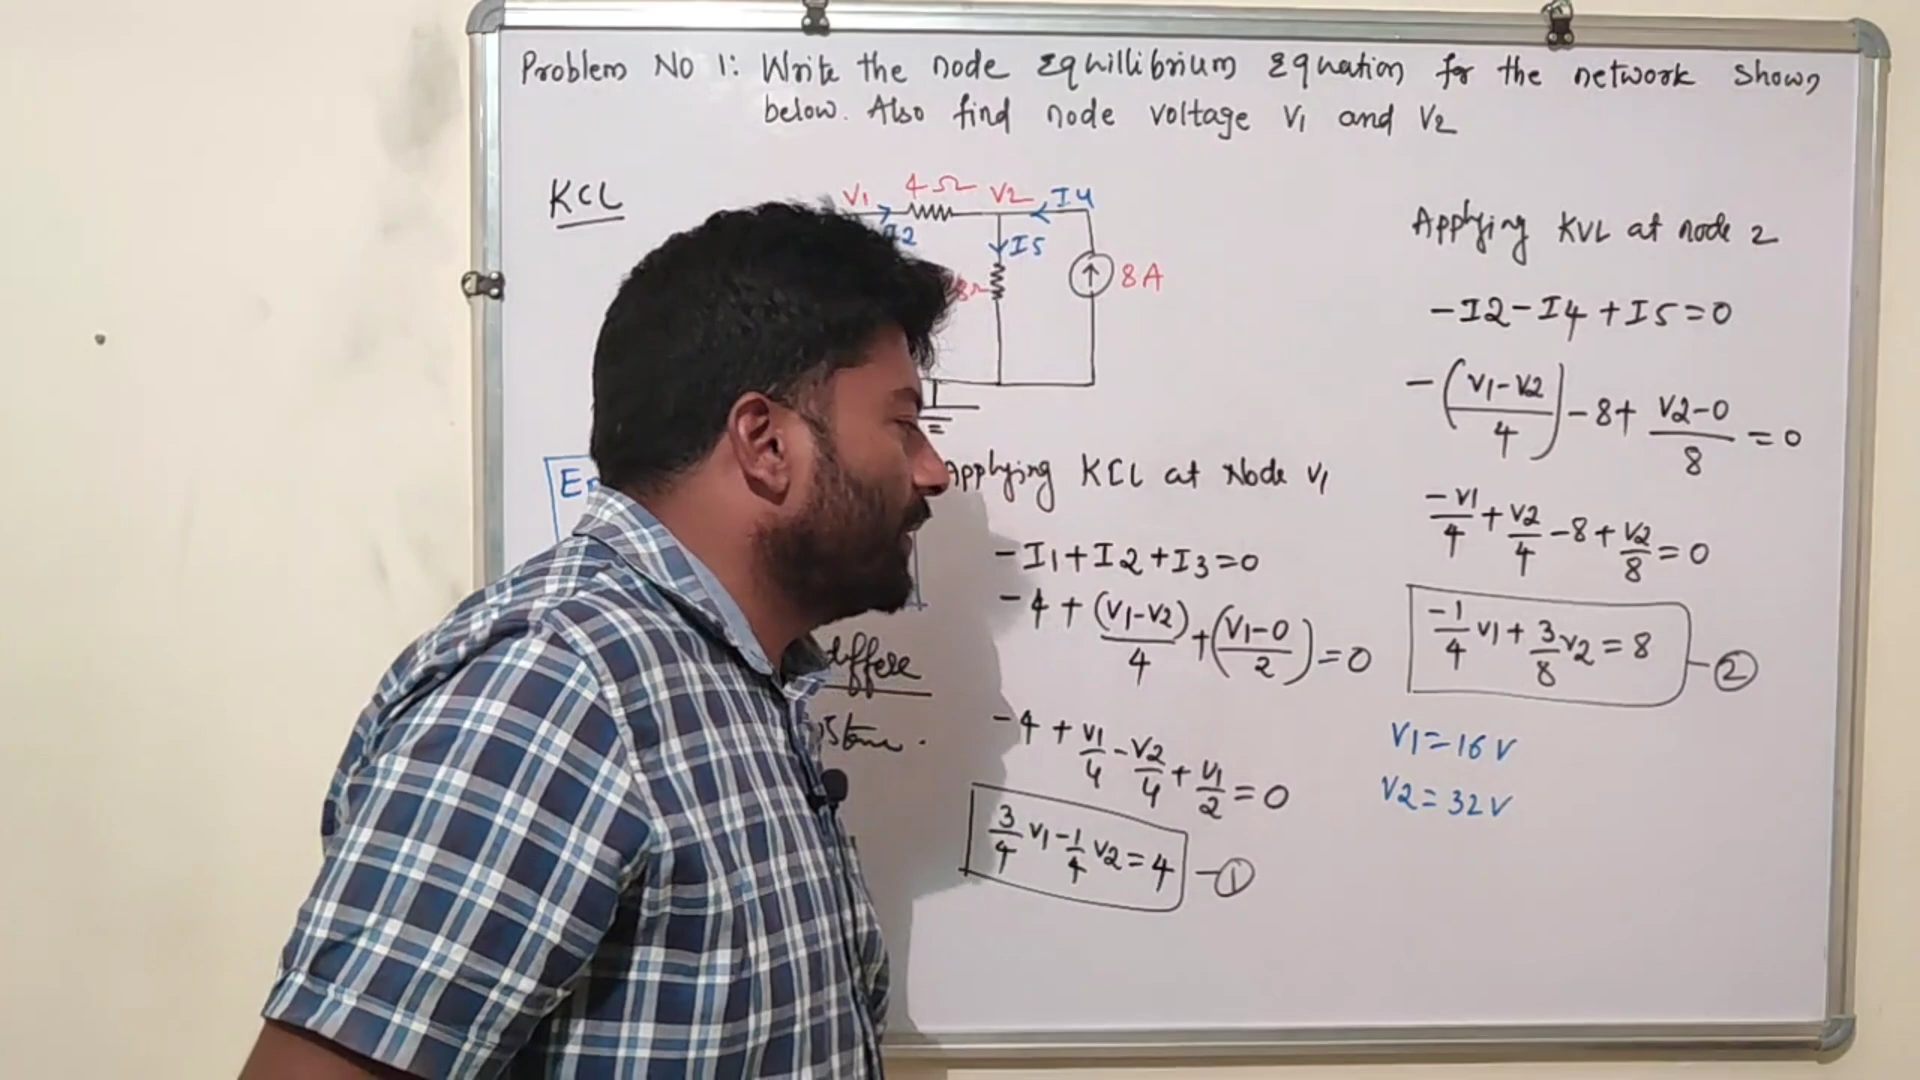 Problem No 1: Write the node Equillibrium Equation for the network shown
below. Also find node voltage V1 and V2
KCL
V1 4Ω V2 I4
I2 I5
8Ω 8A
Applying KCL at Node V1
-I1+I2+I3=0
-4+(V1-V2)/4+(V1-0/2)=0
-4+V1/4-V2/4+V1/2=0
3/4 V1-1/4 V2=4 -①
differe
Applying KVL at node 2
-I2-I4+I5=0
-(V1-V2/4)-8+V2-0/8=0
-V1/4+V2/4-8+V2/8=0
-1/4 V1+3/8 V2=8 -②
V1=16V
V2=32V